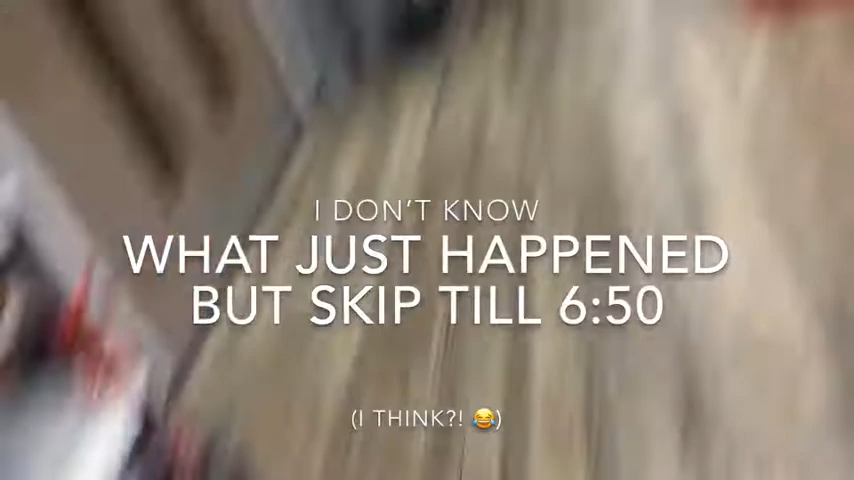 I DON'T KNOW
WHAT JUST HAPPENED
BUT SKIP TILL 6:50
(I THINK?! 😂)